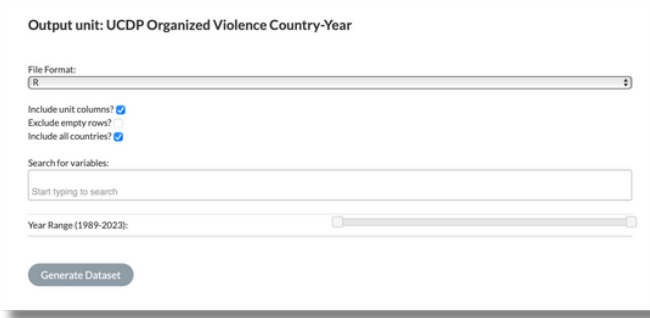 Output unit: UCDP Organized Violence Country-Year
File Format:
R
Include unit columns?
Exclude empty rows?
Include all countries?
Search for variables:
Start typing to search
Year Range (1989-2023):
Generate Dataset